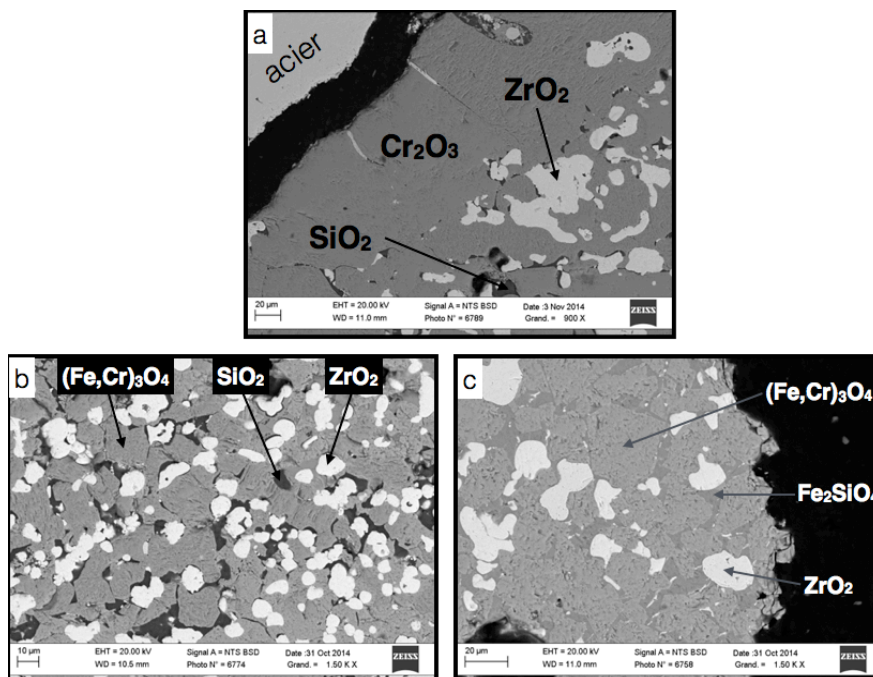 a
acier
ZrO₂
Cr₂O₃
SiO₂
20 µm
EHT = 20.00 kV Signal A = NTS BSD Date :3 Nov 2014
WD = 11.0 mm Photo N° = 6789 Grand. = 900 X
ZEISS
b
(Fe,Cr)₃O₄ SiO₂ ZrO₂
10 µm
EHT = 20.00 kV Signal A = NTS BSD Date :31 Oct 2014
WD = 10.5 mm Photo N° = 6774 Grand. = 1.50 K X
ZEISS
c
(Fe,Cr)₃O₄
Fe₂SiO₄
ZrO₂
20 µm
EHT = 20.00 kV Signal A = NTS BSD Date :31 Oct 2014
WD = 11.0 mm Photo N° = 6758 Grand. = 1.50 K X
ZEISS